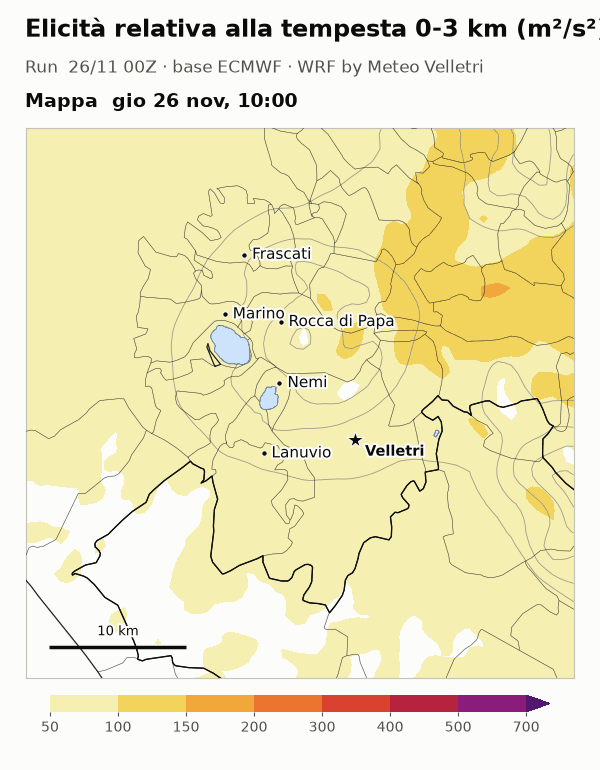 Elicità relativa alla tempesta 0-3 km (m²/s²)
Run 26/11 00Z · base ECMWF · WRF by Meteo Velletri
Mappa gio 26 nov, 10:00
Frascati
Marino
Rocca di Papa
Nemi
Velletri
Lanuvio
10 km
50 100 150 200 300 400 500 700